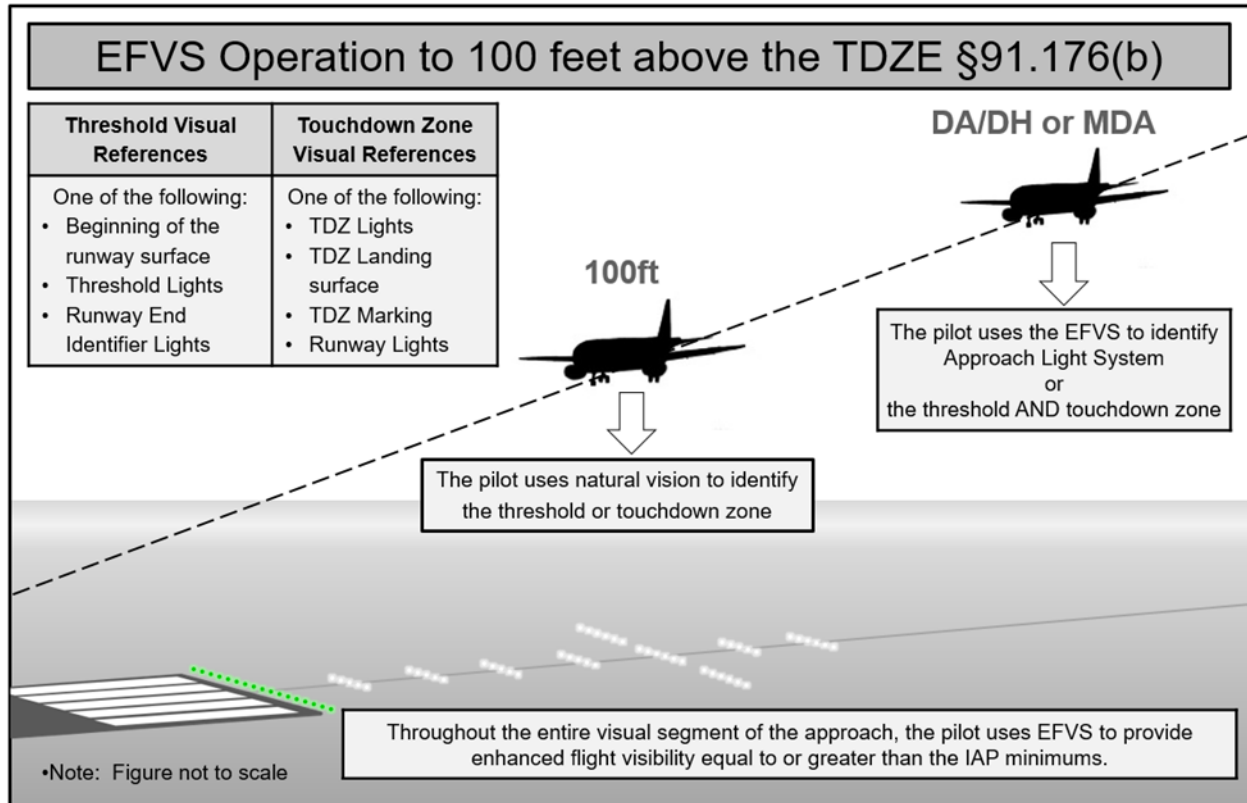 EFVS Operation to 100 feet above the TDZE §91.176(b)
Threshold Visual
References
Touchdown Zone
Visual References
One of the following:
• Beginning of the
runway surface
• Threshold Lights
• Runway End
Identifier Lights
One of the following:
• TDZ Lights
• TDZ Landing
surface
• TDZ Marking
• Runway Lights
DA/DH or MDA
The pilot uses the EFVS to identify
Approach Light System
or
the threshold AND touchdown zone
100ft
The pilot uses natural vision to identify
the threshold or touchdown zone
Throughout the entire visual segment of the approach, the pilot uses EFVS to provide
enhanced flight visibility equal to or greater than the IAP minimums.
•Note: Figure not to scale